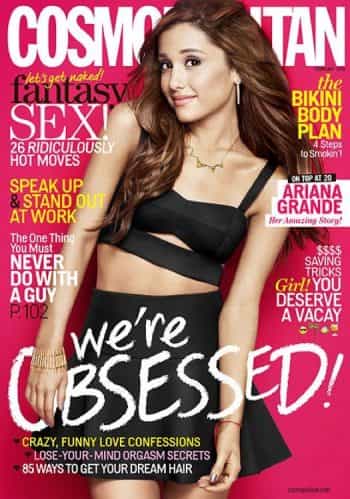 COSMOPOLITAN
let's get naked!
fantasy
SEX!
26 RIDICULOUSLY
HOT MOVES
SPEAK UP
& STAND OUT
AT WORK
The One Thing
You Must
NEVER
DO WITH
A GUY
P. 102
the
BIKINI
BODY
PLAN
4 Steps
to Smokin'!
ON TOP AT 20
ARIANA
GRANDE
Her Amazing Story!
$$$$
SAVING
TRICKS
Girl! YOU
DESERVE
A VACAY
we're
OBSESSED!
CRAZY, FUNNY LOVE CONFESSIONS
LOSE-YOUR-MIND ORGASM SECRETS
85 WAYS TO GET YOUR DREAM HAIR
cosmopolitan.com